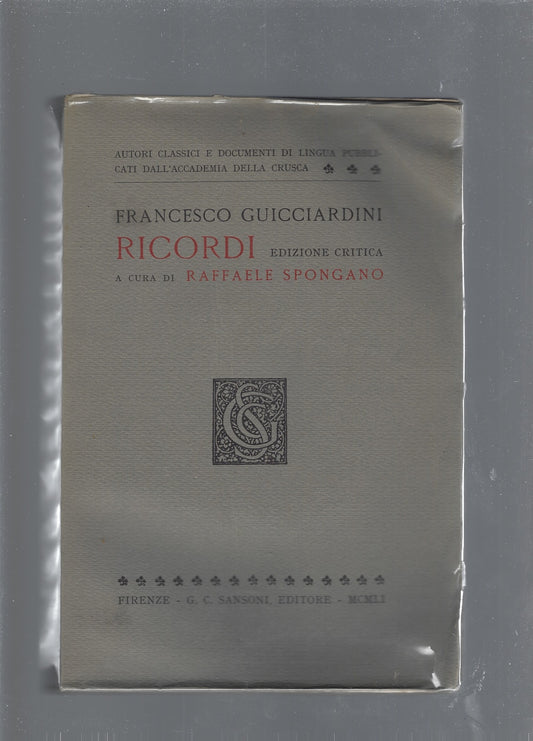 AUTORI CLASSICI E DOCUMENTI DI LINGUA PUBBLI-
CATI DALL'ACCADEMIA DELLA CRUSCA
FRANCESCO GUICCIARDINI
RICORDI EDIZIONE CRITICA
A CURA DI RAFFAELE SPONGANO
FIRENZE - G. C. SANSONI, EDITORE - MCMLI